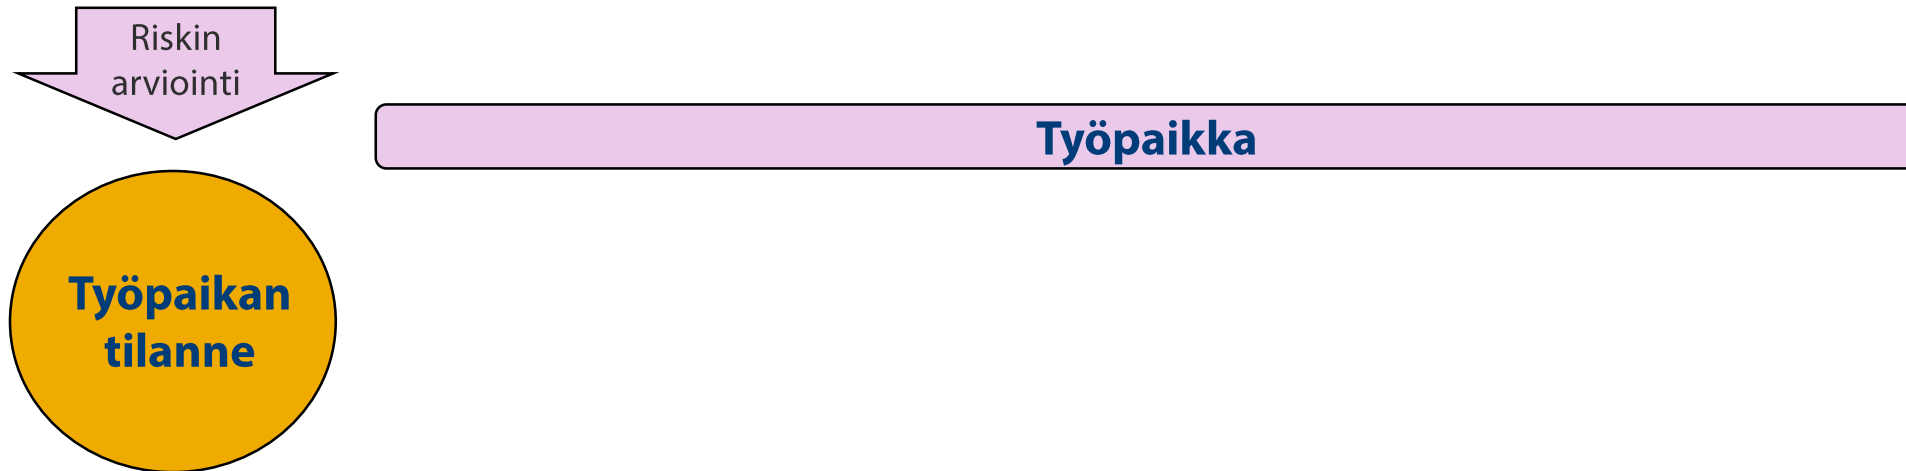 Riskin
arviointi
Työpaikka
Työpaikan
tilanne